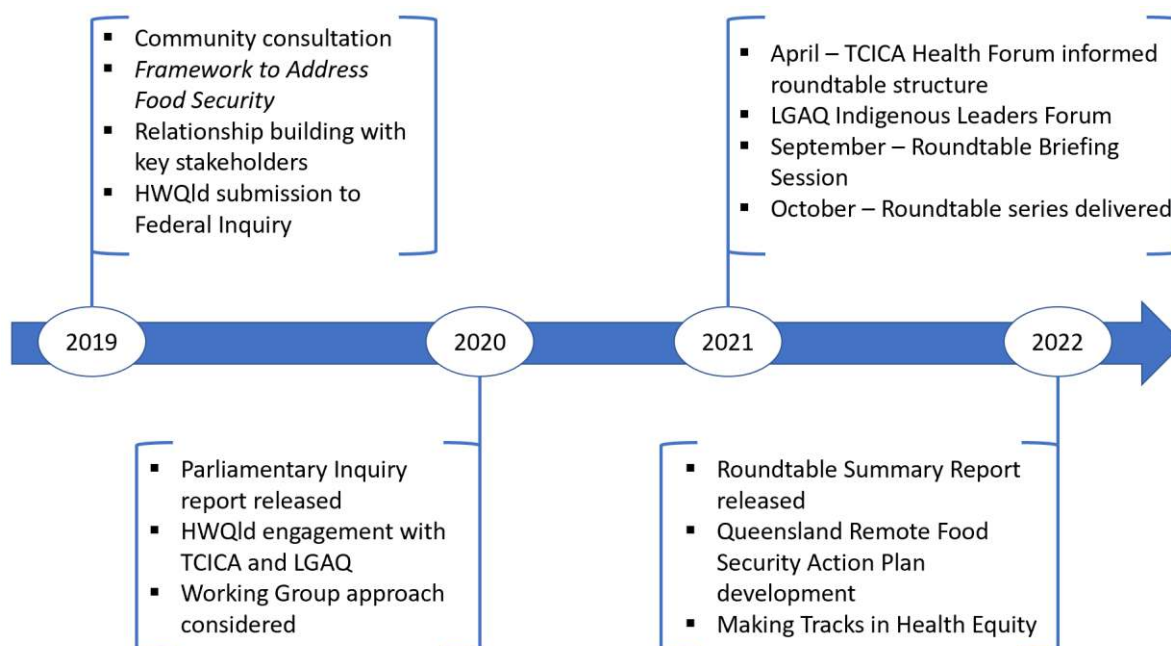 ▪ Community consultation
▪ Framework to Address
Food Security
▪ Relationship building with
key stakeholders
▪ HWQld submission to
Federal Inquiry
▪ April – TCICA Health Forum informed
roundtable structure
▪ LGAQ Indigenous Leaders Forum
▪ September – Roundtable Briefing
Session
▪ October – Roundtable series delivered
2019
2020
2021
2022
▪ Parliamentary Inquiry
report released
▪ HWQld engagement with
TCICA and LGAQ
▪ Working Group approach
considered
▪ Roundtable Summary Report
released
▪ Queensland Remote Food
Security Action Plan
development
▪ Making Tracks in Health Equity